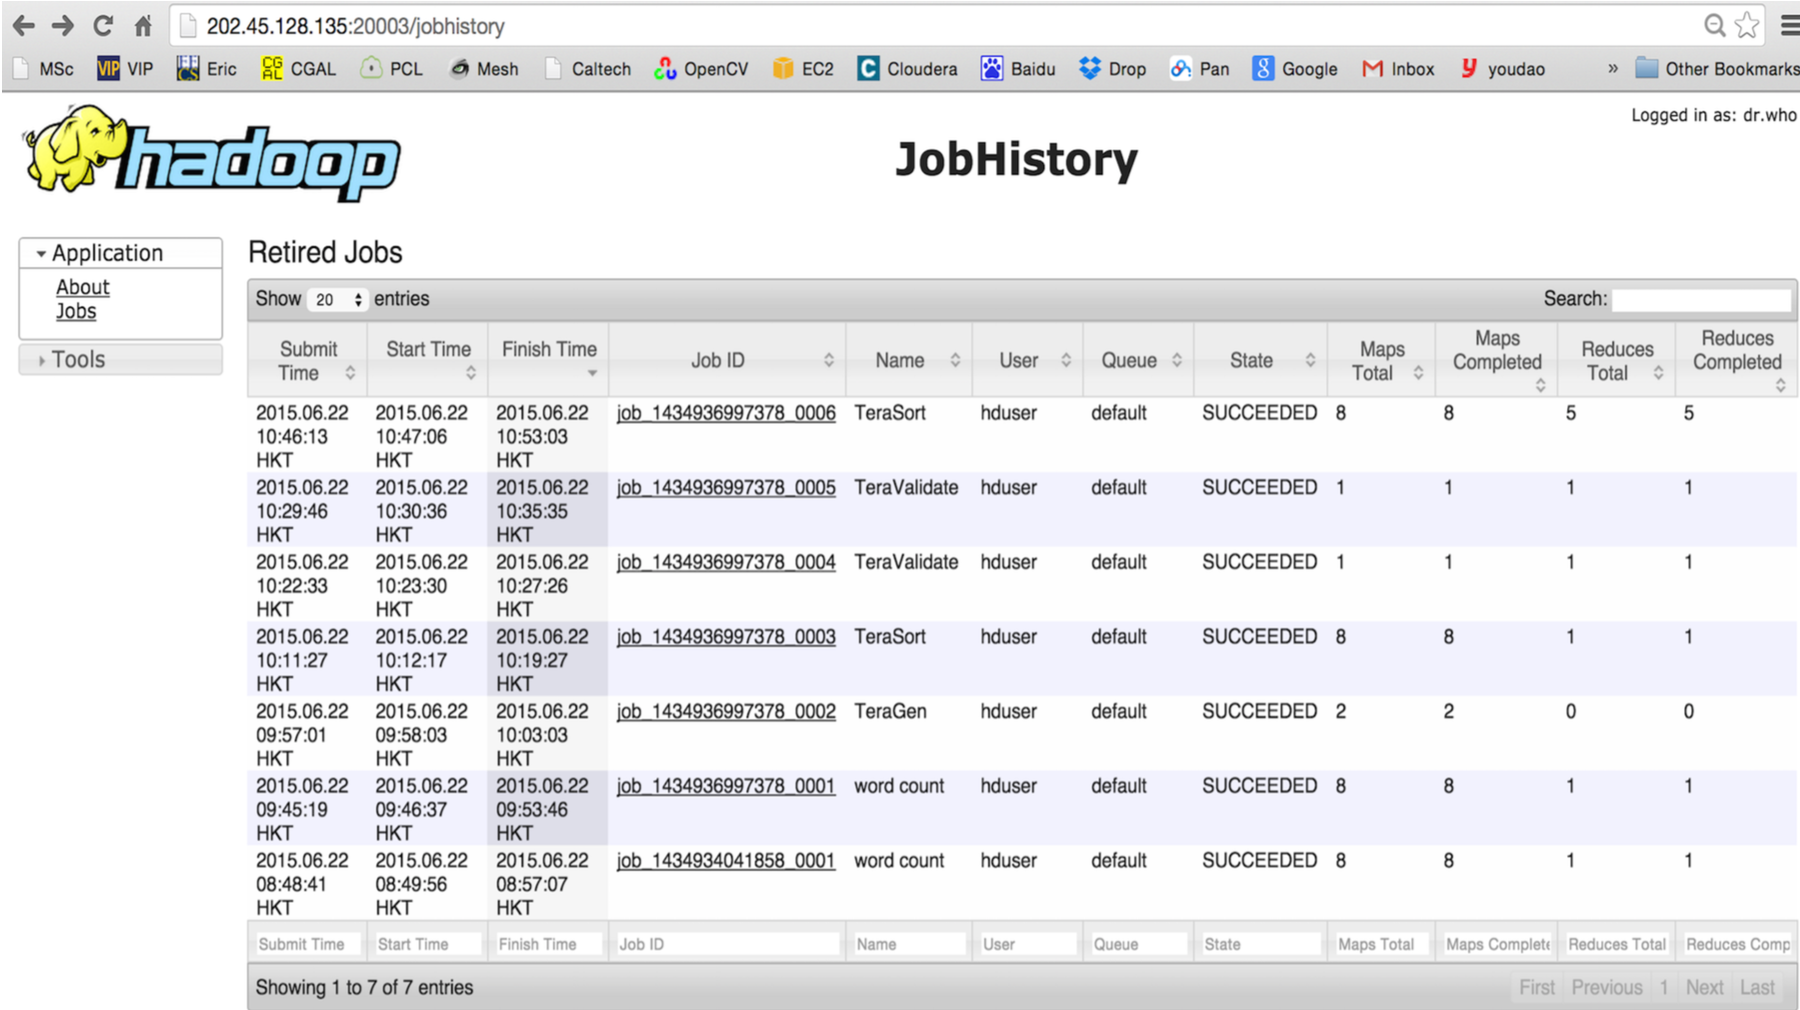 202.45.128.135:20003/jobhistory
MSc VIP VIP Eric CG AL CGAL PCL Mesh Caltech OpenCV EC2 C Cloudera Baidu Drop Pan 8 Google Inbox y youdao » Other Bookmarks
Logged in as: dr.who
hadoop
JobHistory
Application
About
Jobs
Tools
Retired Jobs
Show 20 entries Search:
Submit Time Start Time Finish Time Job ID Name User Queue State Maps Total Maps Completed Reduces Total Reduces Completed
2015.06.22 2015.06.22 2015.06.22 job_1434936997378_0006 TeraSort hduser default SUCCEEDED 8 8 5 5
10:46:13 10:47:06 10:53:03
HKT HKT HKT
2015.06.22 2015.06.22 2015.06.22 job_1434936997378_0005 TeraValidate hduser default SUCCEEDED 1 1 1 1
10:29:46 10:30:36 10:35:35
HKT HKT HKT
2015.06.22 2015.06.22 2015.06.22 job_1434936997378_0004 TeraValidate hduser default SUCCEEDED 1 1 1 1
10:22:33 10:23:30 10:27:26
HKT HKT HKT
2015.06.22 2015.06.22 2015.06.22 job_1434936997378_0003 TeraSort hduser default SUCCEEDED 8 8 1 1
10:11:27 10:12:17 10:19:27
HKT HKT HKT
2015.06.22 2015.06.22 2015.06.22 job_1434936997378_0002 TeraGen hduser default SUCCEEDED 2 2 0 0
09:57:01 09:58:03 10:03:03
HKT HKT HKT
2015.06.22 2015.06.22 2015.06.22 job_1434936997378_0001 word count hduser default SUCCEEDED 8 8 1 1
09:45:19 09:46:37 09:53:46
HKT HKT HKT
2015.06.22 2015.06.22 2015.06.22 job_1434934041858_0001 word count hduser default SUCCEEDED 8 8 1 1
08:48:41 08:49:56 08:57:07
HKT HKT HKT
Submit Time Start Time Finish Time Job ID Name User Queue State Maps Total Maps Complete Reduces Total Reduces Comp
Showing 1 to 7 of 7 entries First Previous 1 Next Last